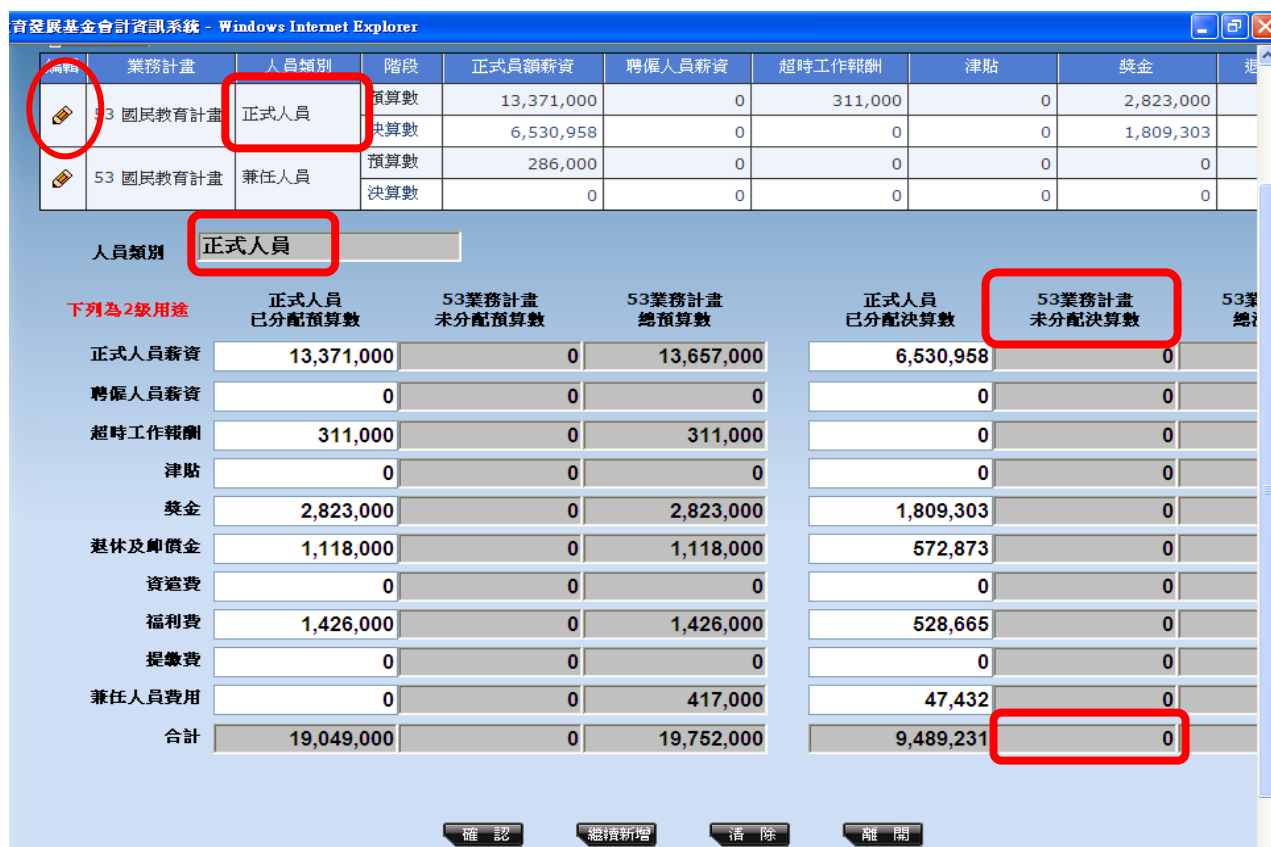 育發展基金會計資訊系統 - Windows Internet Explorer
編輯 業務計畫 人員類別 階段 正式員額薪資 聘僱人員薪資 超時工作報酬 津貼 獎金 退
53 國民教育計畫 正式人員 預算數 13,371,000 0 311,000 0 2,823,000
決算數 6,530,958 0 0 0 1,809,303
53 國民教育計畫 兼任人員 預算數 286,000 0 0 0 0
決算數 0 0 0 0 0
人員類別 正式人員
下列為2級用途 正式人員 53業務計畫 53業務計畫 正式人員 53業務計畫 53業
已分配預算數 未分配預算數 總預算數 已分配決算數 未分配決算數 總決
正式人員薪資 13,371,000 0 13,657,000 6,530,958 0
聘僱人員薪資 0 0 0 0 0
超時工作報酬 311,000 0 311,000 0 0
津貼 0 0 0 0 0
獎金 2,823,000 0 2,823,000 1,809,303 0
退休及卹償金 1,118,000 0 1,118,000 572,873 0
資遣費 0 0 0 0 0
福利費 1,426,000 0 1,426,000 528,665 0
提繳費 0 0 0 0 0
兼任人員費用 0 0 417,000 47,432 0
合計 19,049,000 0 19,752,000 9,489,231 0
確 認 繼續新增 清 除 離 開